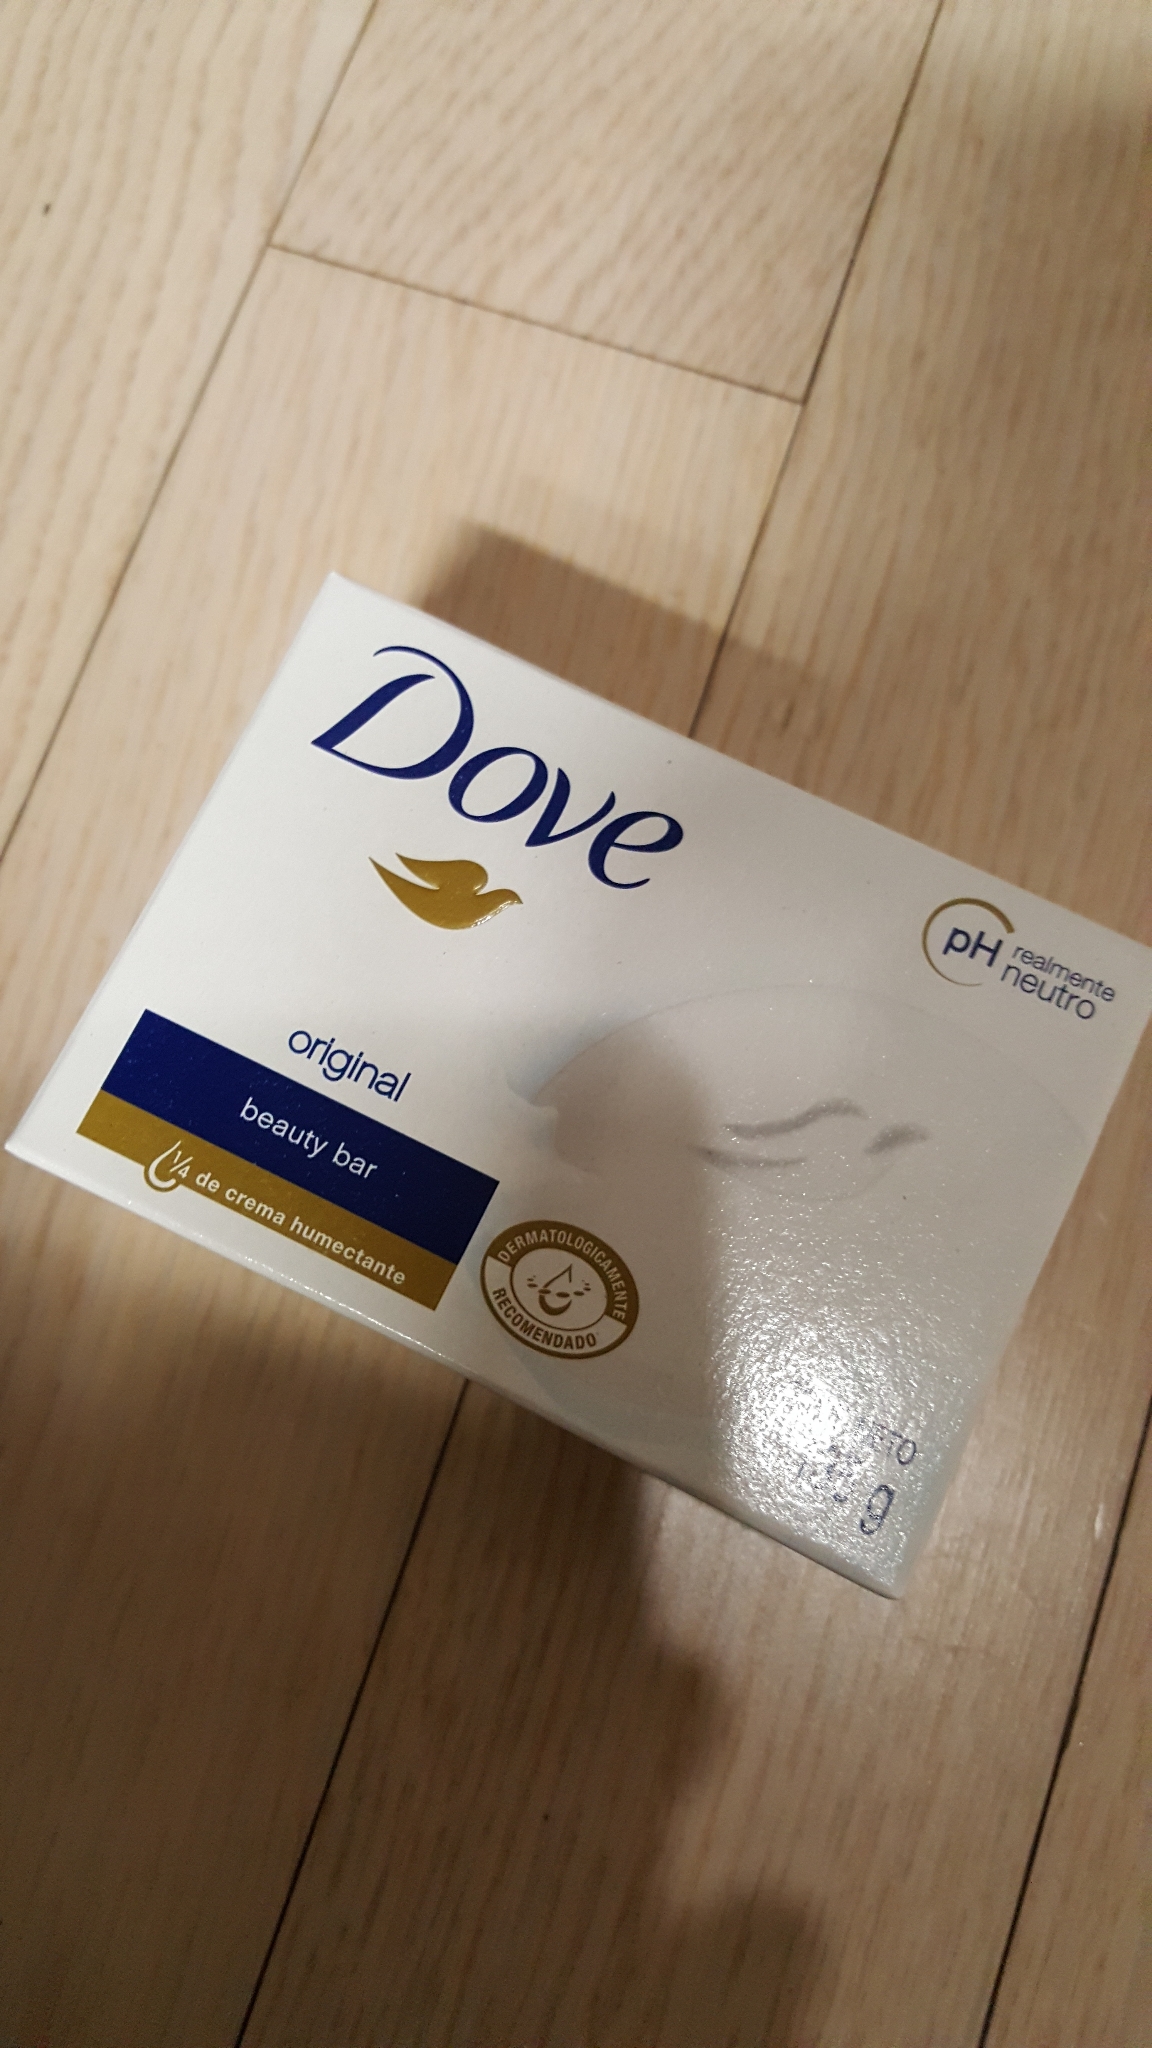 Dove
pH realmente
neutro
original
beauty bar
1/4 de crema humectante
DERMATOLOGICAMENTE
RECOMENDADO
g